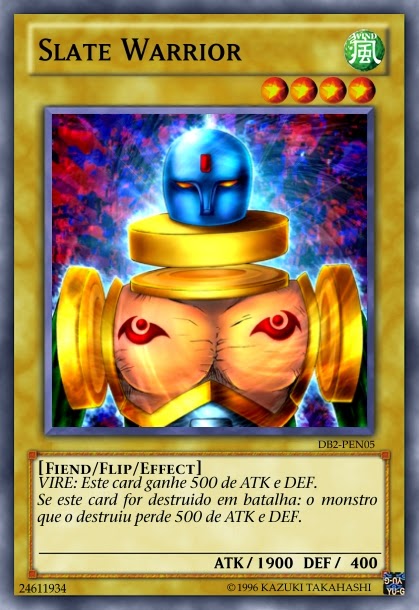 SLATE WARRIOR
WIND
風
DB2-PEN05
[FIEND/FLIP/EFFECT]
VIRE: Este card ganhe 500 de ATK e DEF.
Se este card for destruido em batalha: o monstro
que o destruiu perde 500 de ATK e DEF.
ATK / 1900 DEF / 400
24611934
©1996 KAZUKI TAKAHASHI